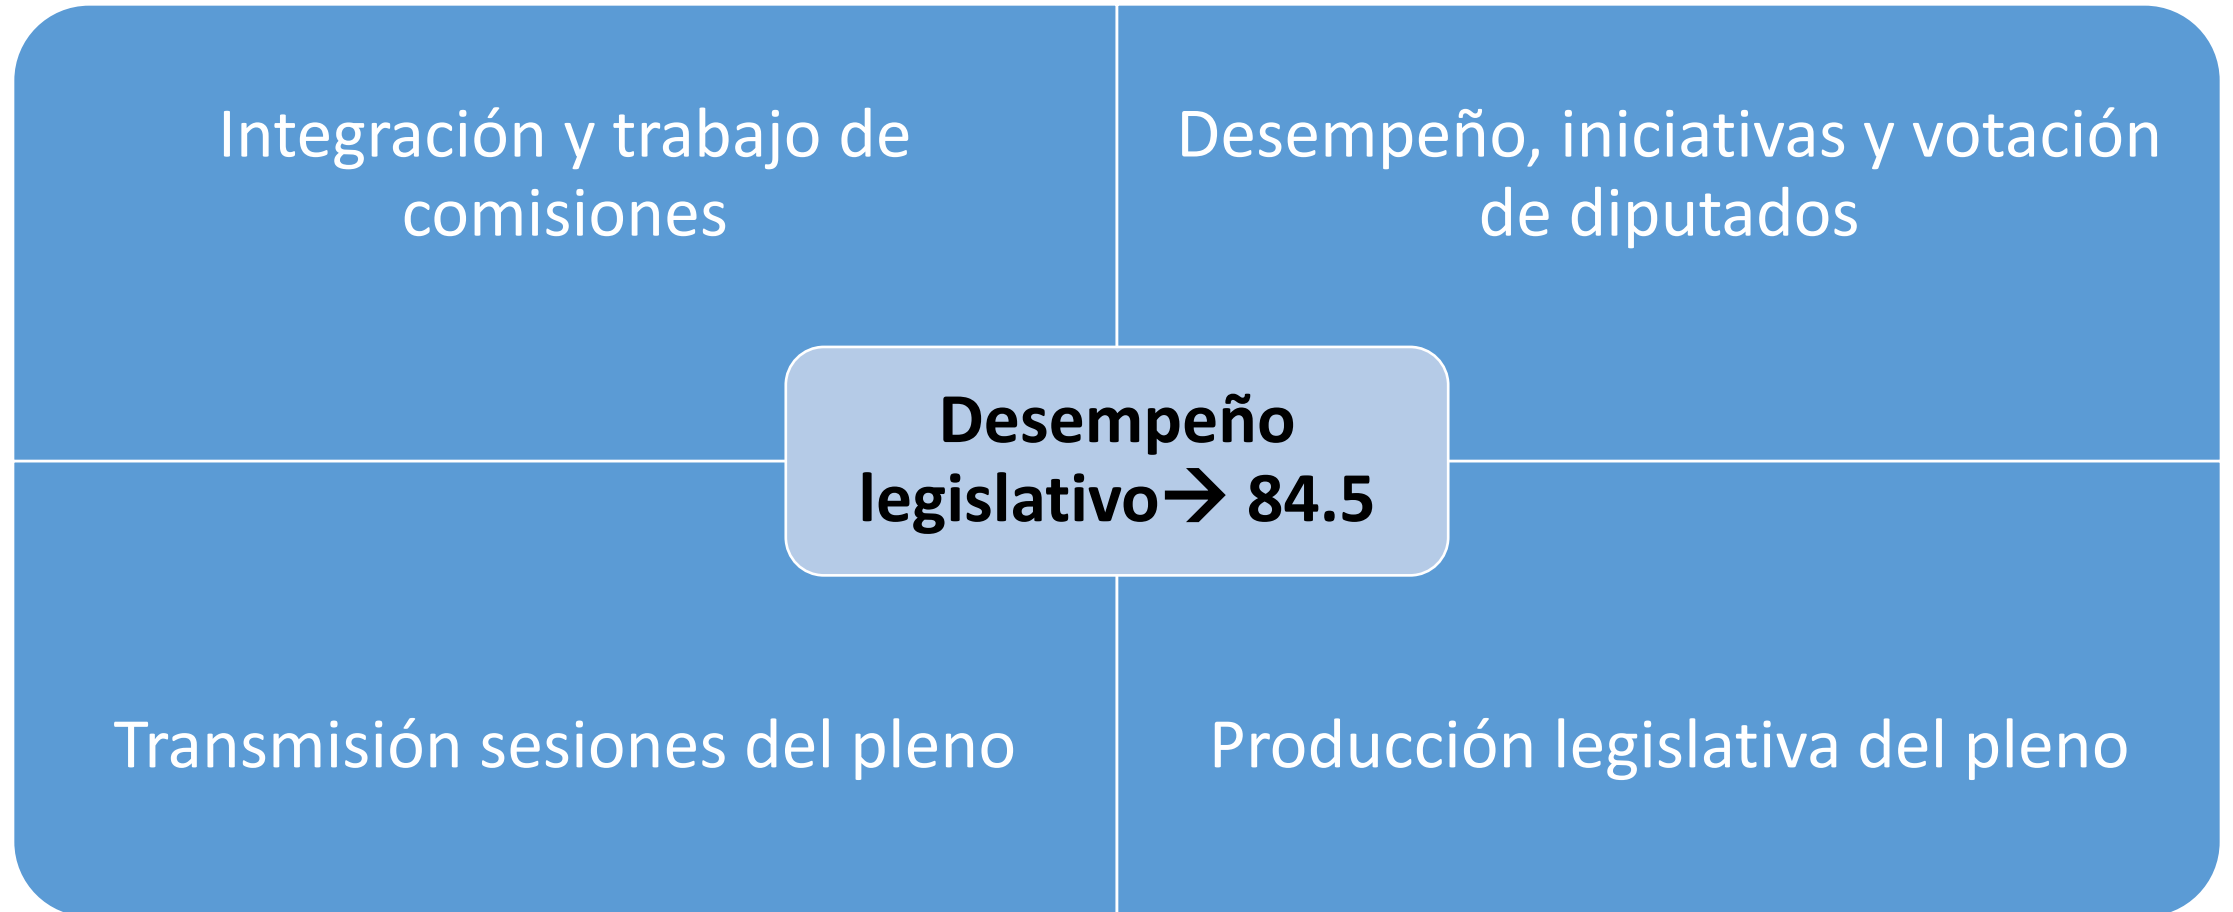 Integración y trabajo de
comisiones
Desempeño, iniciativas y votación
de diputados
Desempeño
legislativo→ 84.5
Transmisión sesiones del pleno
Producción legislativa del pleno